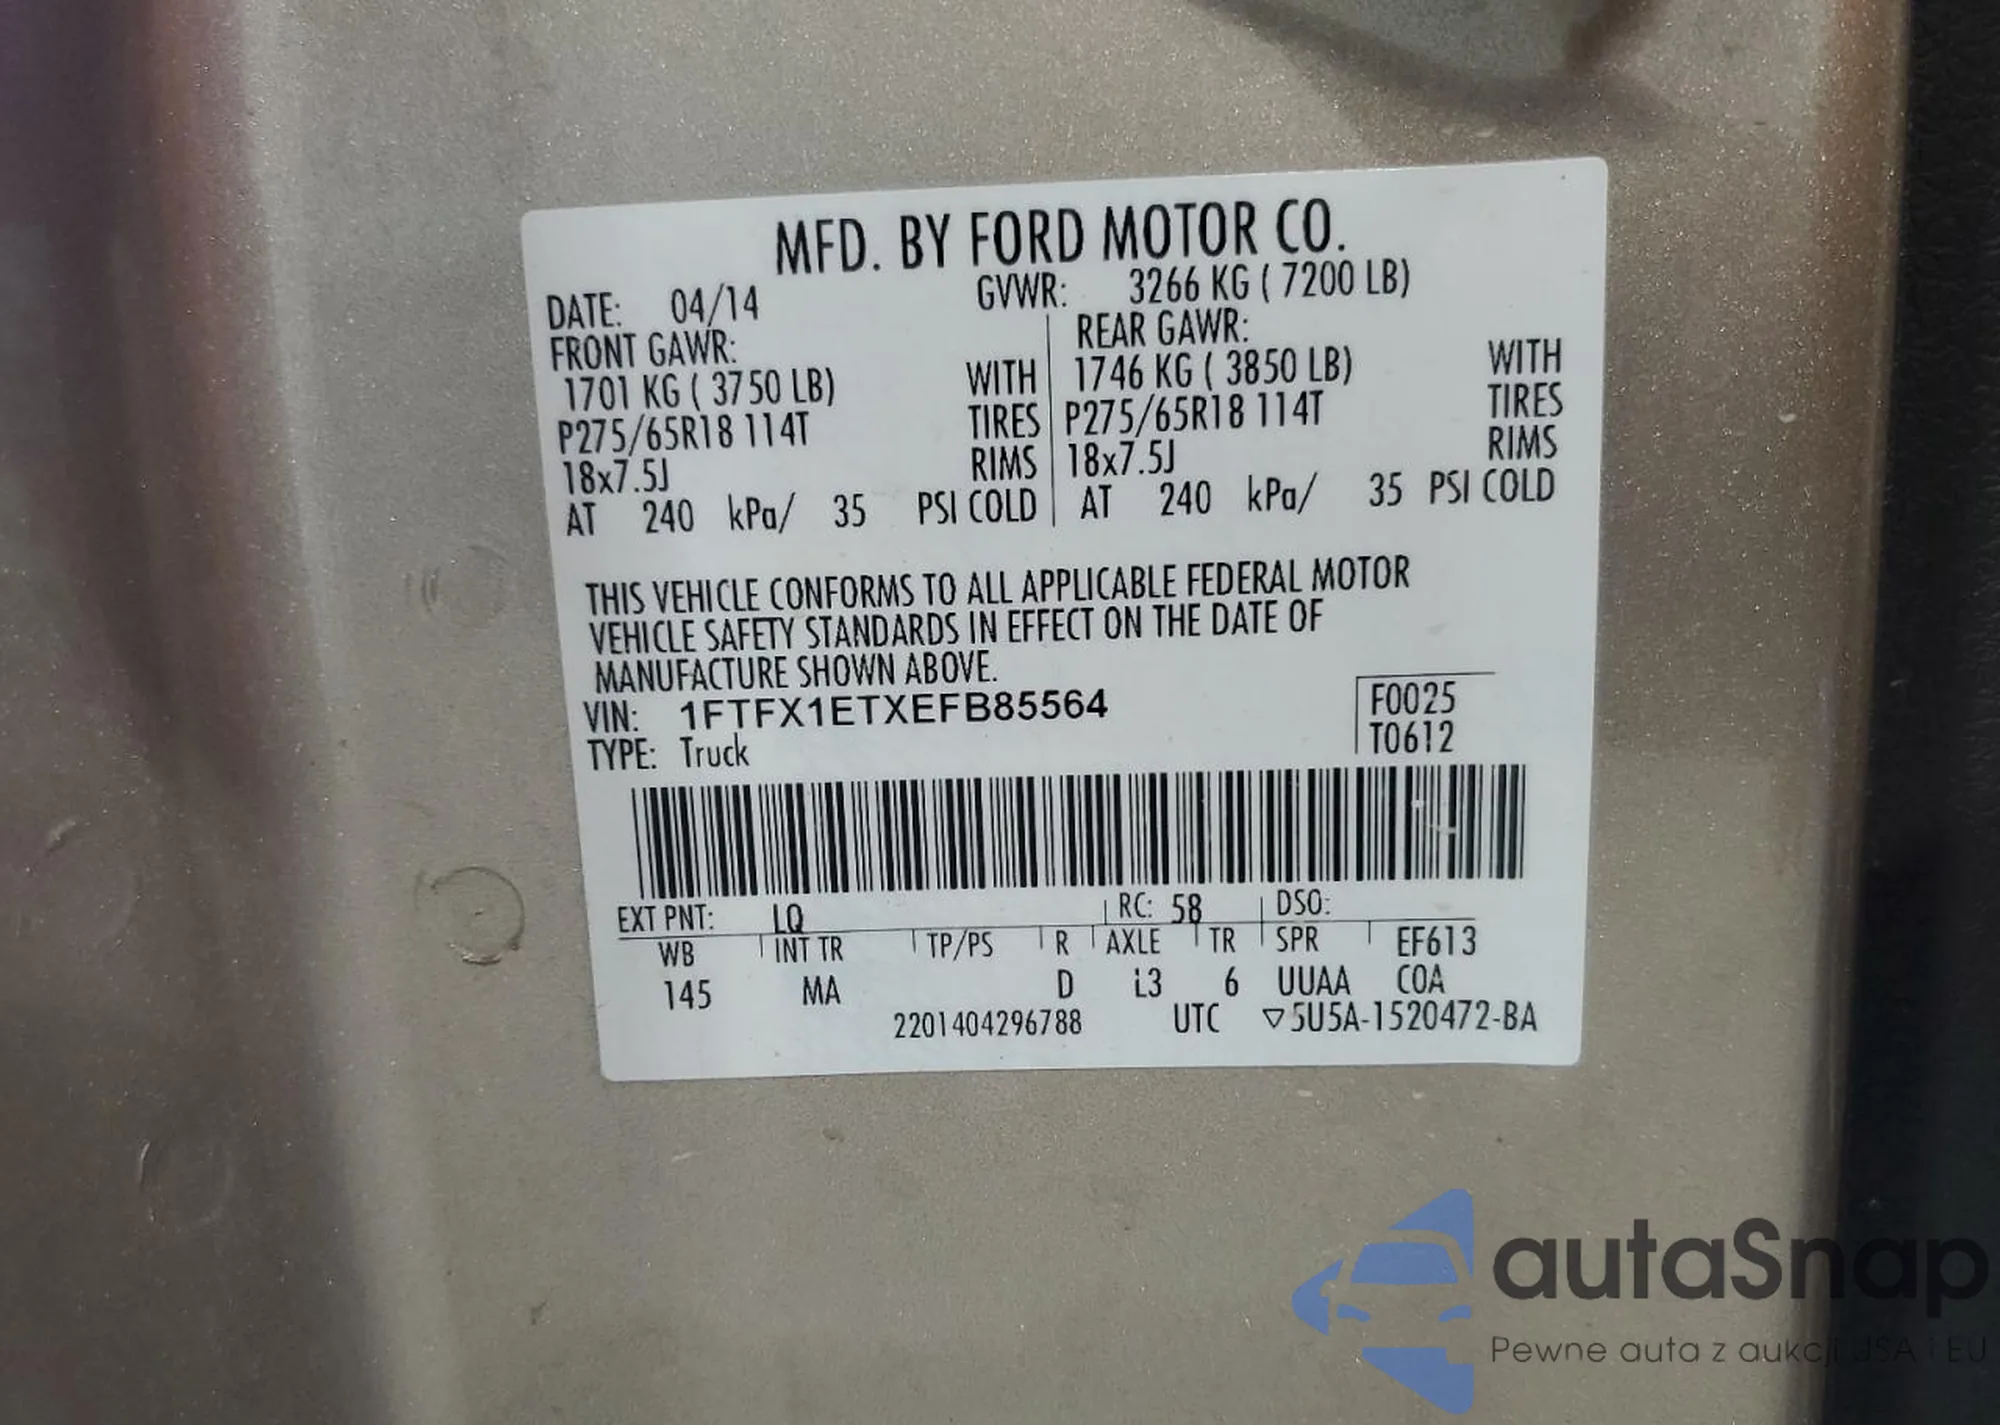 MFD. BY FORD MOTOR CO.
DATE: 04/14 GVWR: 3266 KG ( 7200 LB)
FRONT GAWR: REAR GAWR:
1701 KG ( 3750 LB) WITH 1746 KG ( 3850 LB) WITH
P275/65R18 114T TIRES P275/65R18 114T TIRES
18x7.5J RIMS 18x7.5J RIMS
AT 240 kPa/ 35 PSI COLD AT 240 kPa/ 35 PSI COLD
THIS VEHICLE CONFORMS TO ALL APPLICABLE FEDERAL MOTOR
VEHICLE SAFETY STANDARDS IN EFFECT ON THE DATE OF
MANUFACTURE SHOWN ABOVE.
VIN: 1FTFX1ETXEFB85564 F0025
TYPE: Truck T0612
EXT PNT: LQ RC: 58 DSO:
WB INT TR TP/PS R AXLE TR SPR EF613
145 MA D L3 6 UUAA COA
2201404296788 UTC ▽5U5A-1520472-BA
autaSnap
Pewne auta z aukcji USA i EU